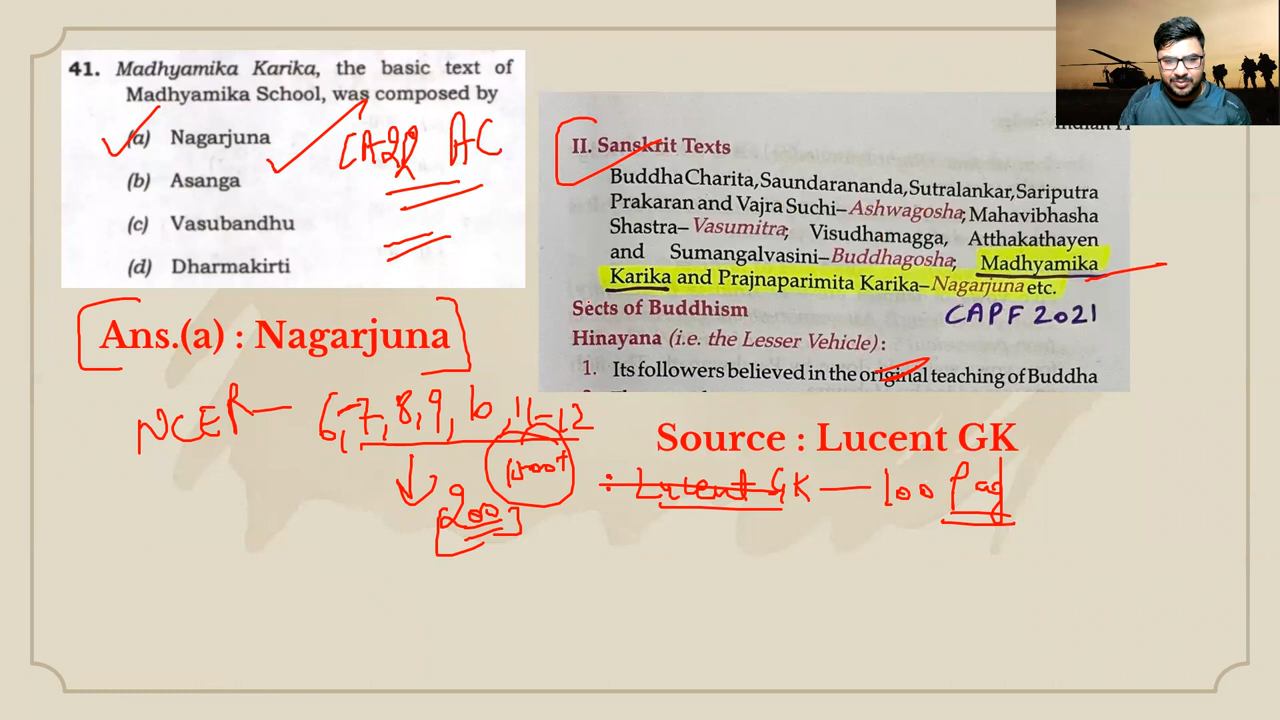 41. Madhyamika Karika, the basic text of
Madhyamika School, was composed by
(a) Nagarjuna
(b) Asanga
(c) Vasubandhu
(d) Dharmakirti
AC
Ans.(a) : Nagarjuna
II. Sanskrit Texts
Buddha Charita, Saundarananda, Sutralankar, Sariputra
Prakaran and Vajra Suchi–Ashwagosha; Mahavibhasha
Shastra– Vasumitra; Visudhamagga, Atthakathayen
and Sumangalvasini–Buddhagosha; Madhyamika
Karika and Prajnaparimita Karika–Nagarjuna etc.
CAPF 2021
Sects of Buddhism
Hinayana (i.e. the Lesser Vehicle) :
1. Its followers believed in the original teaching of Buddha
NCER— 6,7,8,9,10,11-12
[200]
Source : Lucent GK
: Lucent GK — 100 Pag